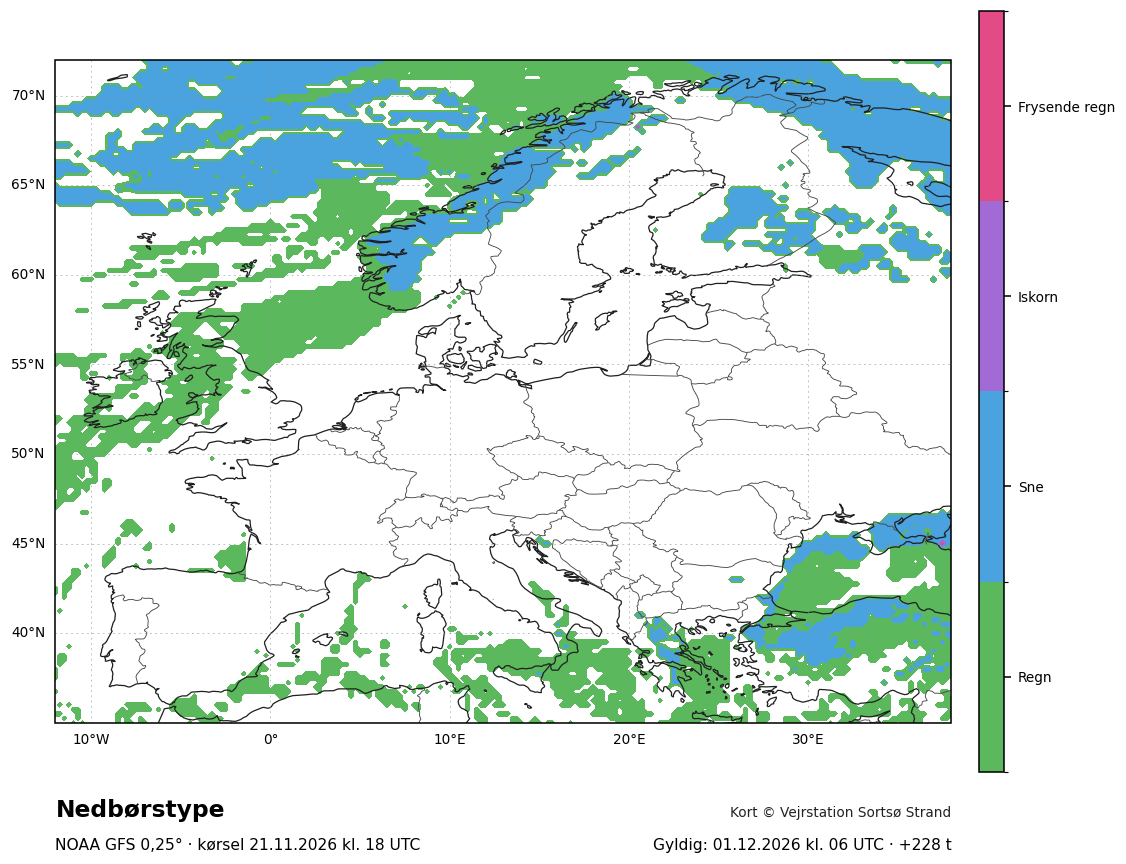 70°N
65°N
60°N
55°N
50°N
45°N
40°N
10°W
0°
10°E
20°E
30°E
Frysende regn
Iskorn
Sne
Regn
Nedbørstype
Kort © Vejrstation Sortsø Strand
NOAA GFS 0,25° · kørsel 21.11.2026 kl. 18 UTC
Gyldig: 01.12.2026 kl. 06 UTC · +228 t